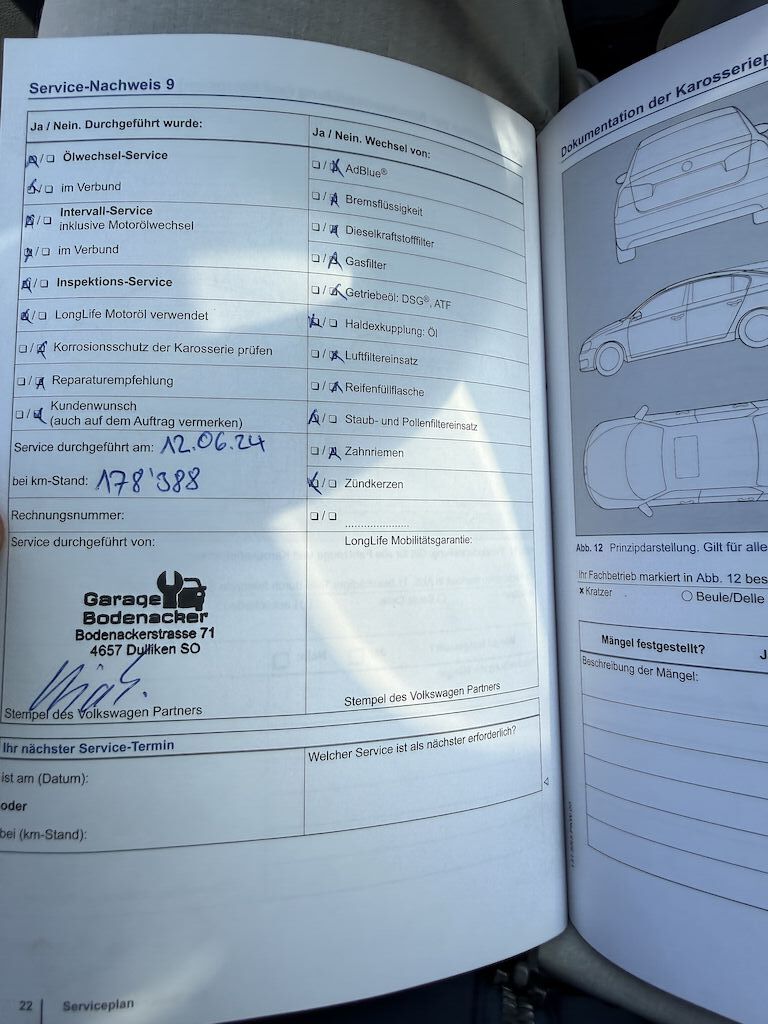 Service-Nachweis 9
Ja / Nein. Durchgeführt wurde:
Ölwechsel-Service
im Verbund
Intervall-Service
inklusive Motorölwechsel
im Verbund
Inspektions-Service
LongLife Motoröl verwendet
Korrosionsschutz der Karosserie prüfen
Reparaturempfehlung
Kundenwunsch
(auch auf dem Auftrag vermerken)
Service durchgeführt am: 12.06.24
bei km-Stand: 178'388
Rechnungsnummer:
Service durchgeführt von:
Garage
Bodenacker
Bodenackerstrasse 71
4657 Dulliken SO
Stempel des Volkswagen Partners
Ja / Nein. Wechsel von:
AdBlue®
Bremsflüssigkeit
Dieselkraftstofffilter
Gasfilter
Getriebeöl: DSG®, ATF
Haldexkupplung: Öl
Luftfiltereinsatz
Reifenfüllflasche
Staub- und Pollenfiltereinsatz
Zahnriemen
Zündkerzen
LongLife Mobilitätsgarantie:
Stempel des Volkswagen Partners
Ihr nächster Service-Termin
ist am (Datum):
oder
bei (km-Stand):
Welcher Service ist als nächster erforderlich?
22 | Serviceplan
Dokumentation der Karosseriep
Abb. 12 Prinzipdarstellung. Gilt für alle
Ihr Fachbetrieb markiert in Abb. 12 bes
x Kratzer
Beule/Delle
Mängel festgestellt? J
Beschreibung der Mängel: